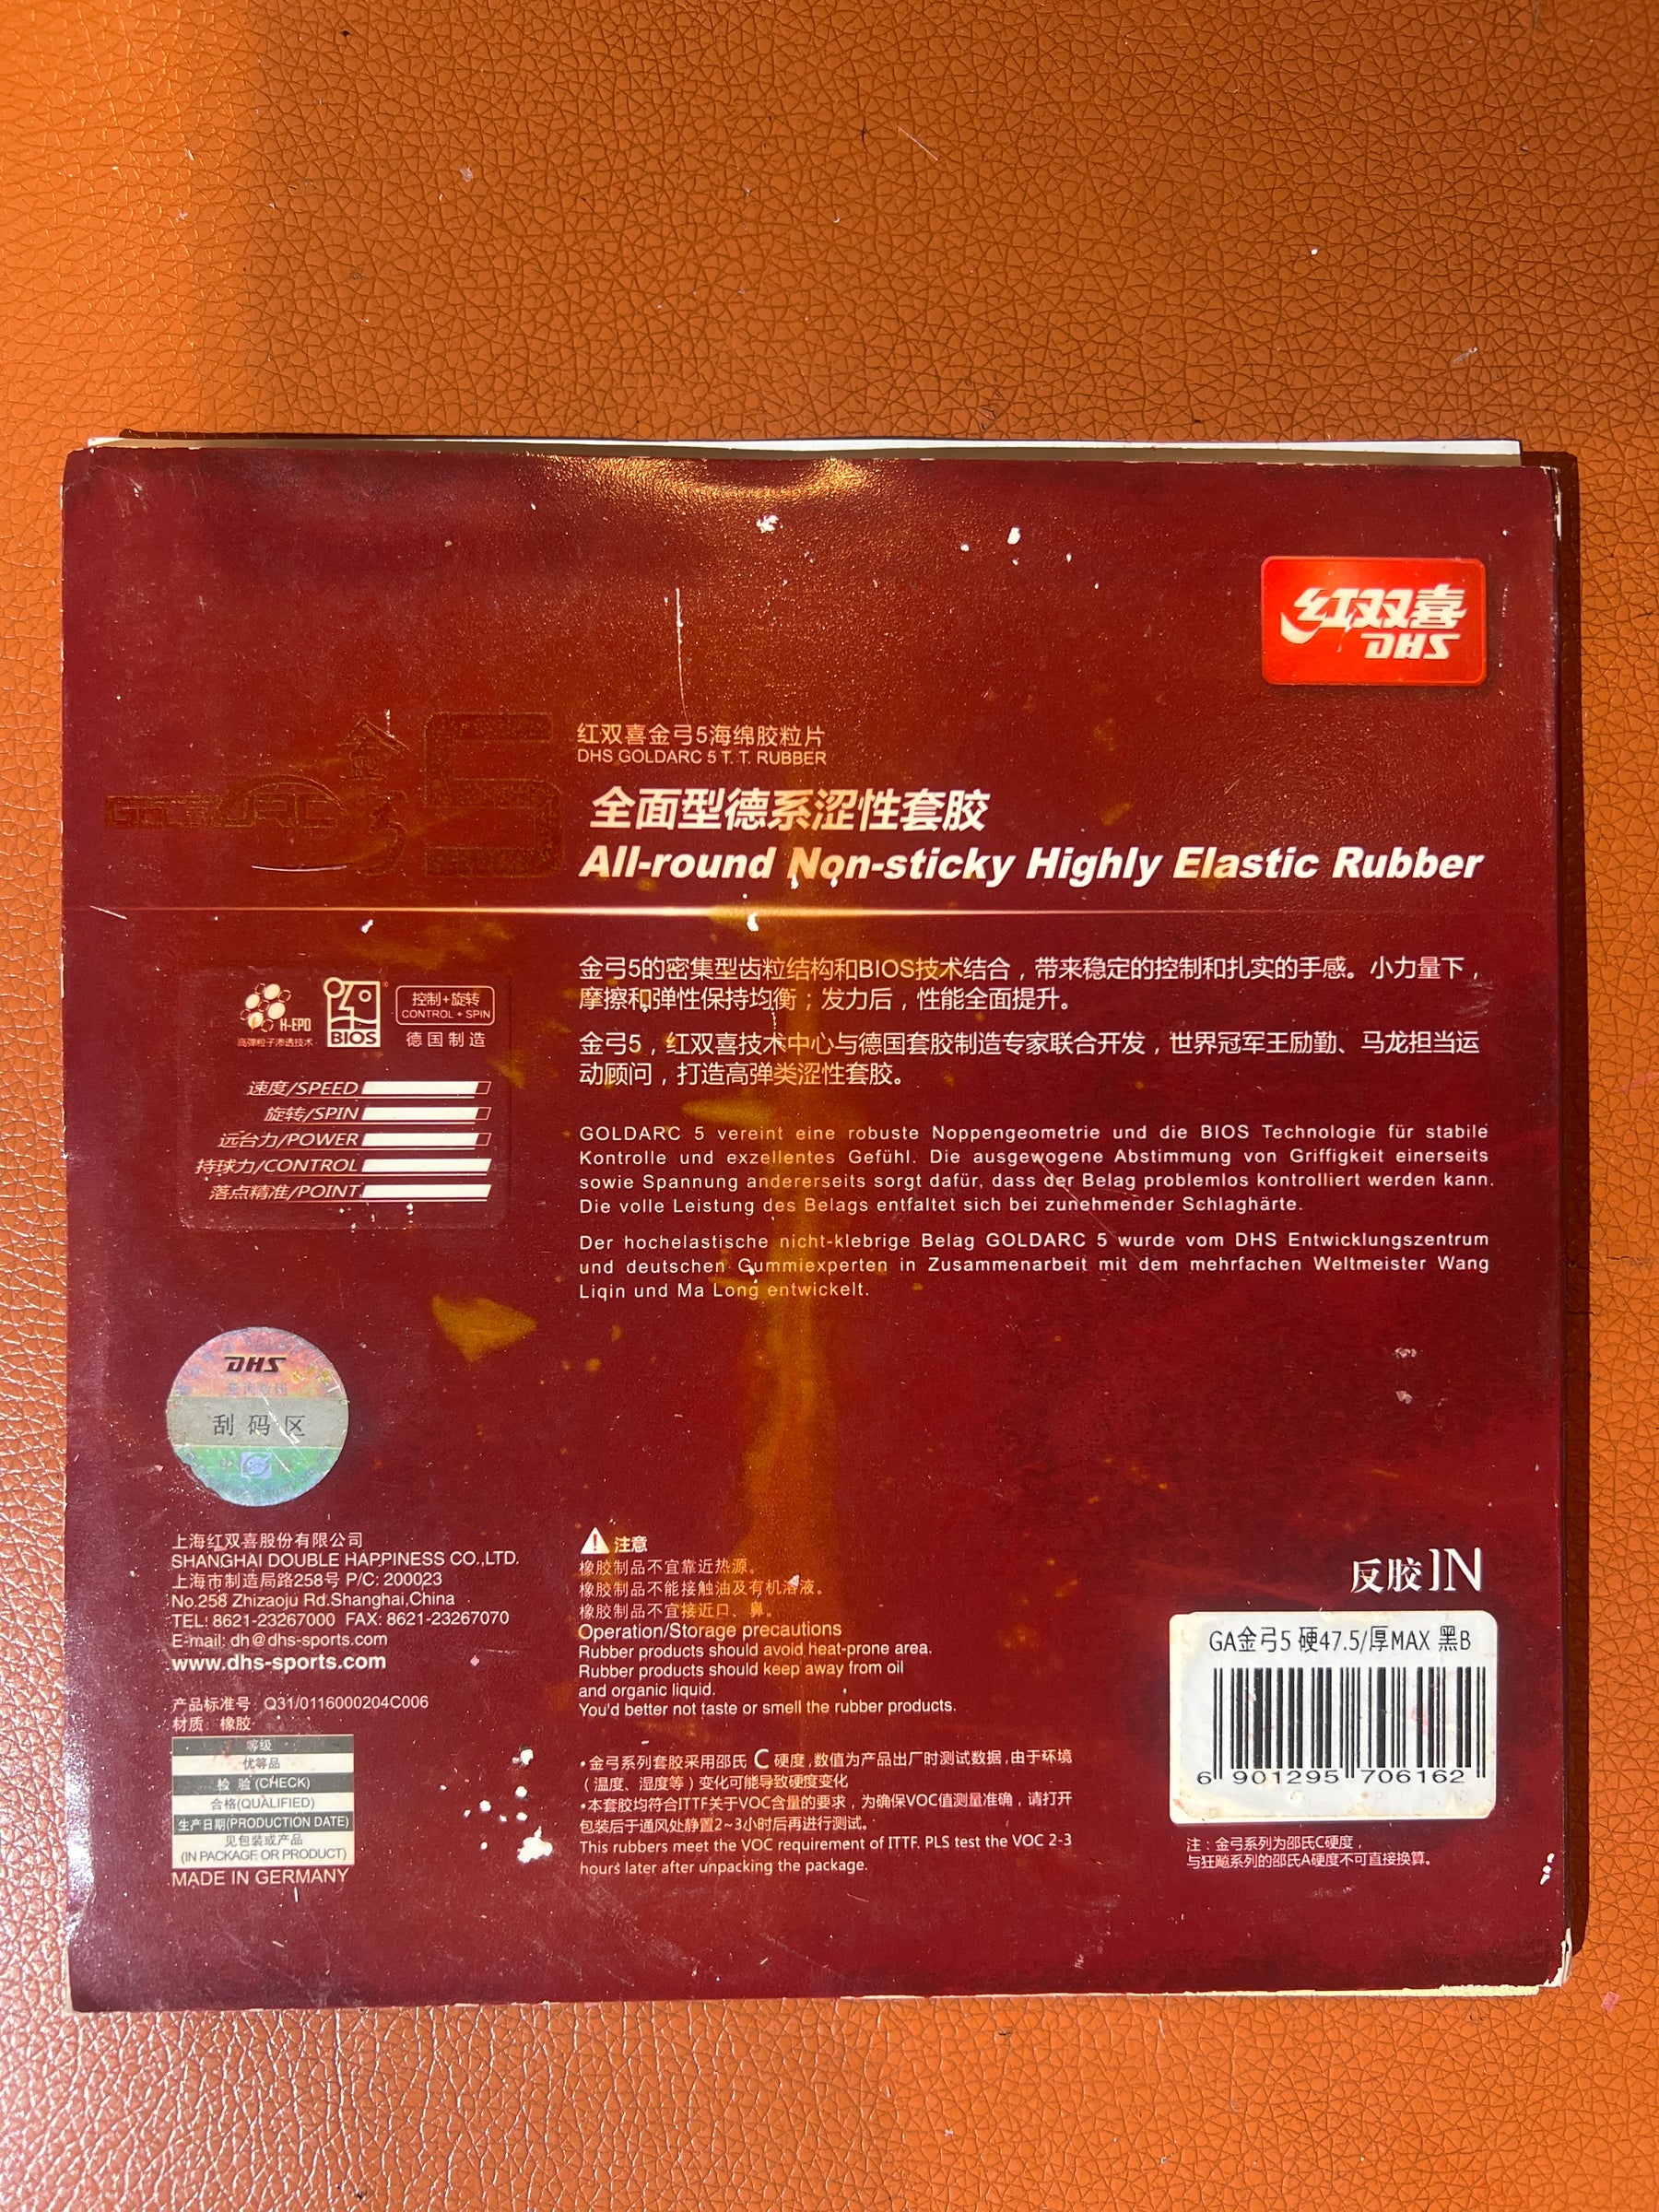 红双喜
DHS
金弓5
GOLDARC
红双喜金弓5海绵胶粒片
DHS GOLDARC 5 T. T. RUBBER
全面型德系涩性套胶
All-round Non-sticky Highly Elastic Rubber
H-EPO
高弹粒子渗透技术
BIOS
控制+旋转
CONTROL + SPIN
德国制造
速度/SPEED
旋转/SPIN
远台力/POWER
持球力/CONTROL
落点精准/POINT
金弓5的密集型齿粒结构和BIOS技术结合，带来稳定的控制和扎实的手感。小力量下，
摩擦和弹性保持均衡；发力后，性能全面提升。
金弓5，红双喜技术中心与德国套胶制造专家联合开发，世界冠军王励勤、马龙担当运
动顾问，打造高弹类涩性套胶。
GOLDARC 5 vereint eine robuste Noppengeometrie und die BIOS Technologie für stabile
Kontrolle und exzellentes Gefühl. Die ausgewogene Abstimmung von Griffigkeit einerseits
sowie Spannung andererseits sorgt dafür, dass der Belag problemlos kontrolliert werden kann.
Die volle Leistung des Belags entfaltet sich bei zunehmender Schlaghärte.
Der hochelastische nicht-klebrige Belag GOLDARC 5 wurde vom DHS Entwicklungszentrum
und deutschen Gummiexperten in Zusammenarbeit mit dem mehrfachen Weltmeister Wang
Liqin und Ma Long entwickelt.
DHS
刮码区
上海红双喜股份有限公司
SHANGHAI DOUBLE HAPPINESS CO.,LTD.
上海市制造局路258号 P/C: 200023
No.258 Zhizaoju Rd.Shanghai,China
TEL: 8621-23267000 FAX: 8621-23267070
E-mail: dh@dhs-sports.com
www.dhs-sports.com
产品标准号：Q31/0116000204C006
材质：橡胶
等级
优等品
检 验(CHECK)
合格(QUALIFIED)
生产日期(PRODUCTION DATE)
见包装或产品
(IN PACKAGE OR PRODUCT)
MADE IN GERMANY
注意
橡胶制品不宜靠近热源。
橡胶制品不能接触油及有机溶液。
橡胶制品不宜接近口、鼻。
Operation/Storage precautions
Rubber products should avoid heat-prone area.
Rubber products should keep away from oil
and organic liquid.
You'd better not taste or smell the rubber products.
•金弓系列套胶采用邵氏 C 硬度,数值为产品出厂时测试数据,由于环境
（温度、湿度等）变化可能导致硬度变化
•本套胶均符合ITTF关于VOC含量的要求，为确保VOC值测量准确，请打开
包装后于通风处静置2~3小时后再进行测试。
This rubbers meet the VOC requirement of ITTF. PLS test the VOC 2-3
hours later after unpacking the package.
反胶IN
GA金弓5 硬47.5/厚MAX 黑B
6 901295 706162
注：金弓系列为邵氏C硬度，
与狂飚系列的邵氏A硬度不可直接换算。